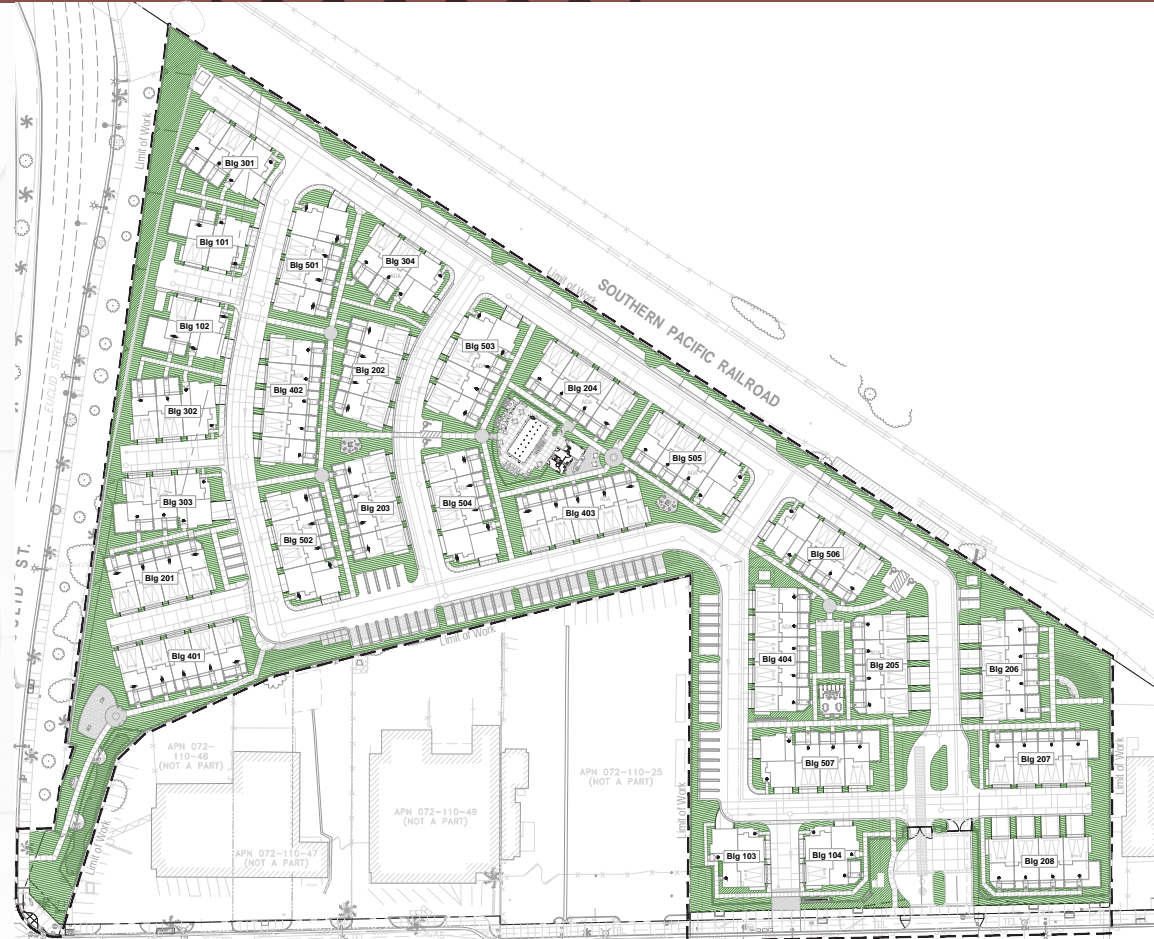 Limit of Work
Blg 301
Blg 101
Blg 501
Blg 304
Limit of Work
SOUTHERN PACIFIC RAILROAD
Blg 102
Blg 503
Blg 202
Blg 204
Blg 402
EUCLID STREET
Blg 302
Blg 505
Blg 303
Blg 504
Blg 203
Blg 403
Blg 502
Blg 506
ST.
Blg 201
Limit of Work
Blg 401
Blg 404
Blg 205
Blg 206
APN 072-
110-48
(NOT A PART)
APN 072-110-25
(NOT A PART)
Blg 507
Blg 207
Limit of Work
Limit of Work
APN 072-110-49
(NOT A PART)
Limit of Work
APN 072-110-47
(NOT A PART)
Blg 103
Blg 104
Blg 208